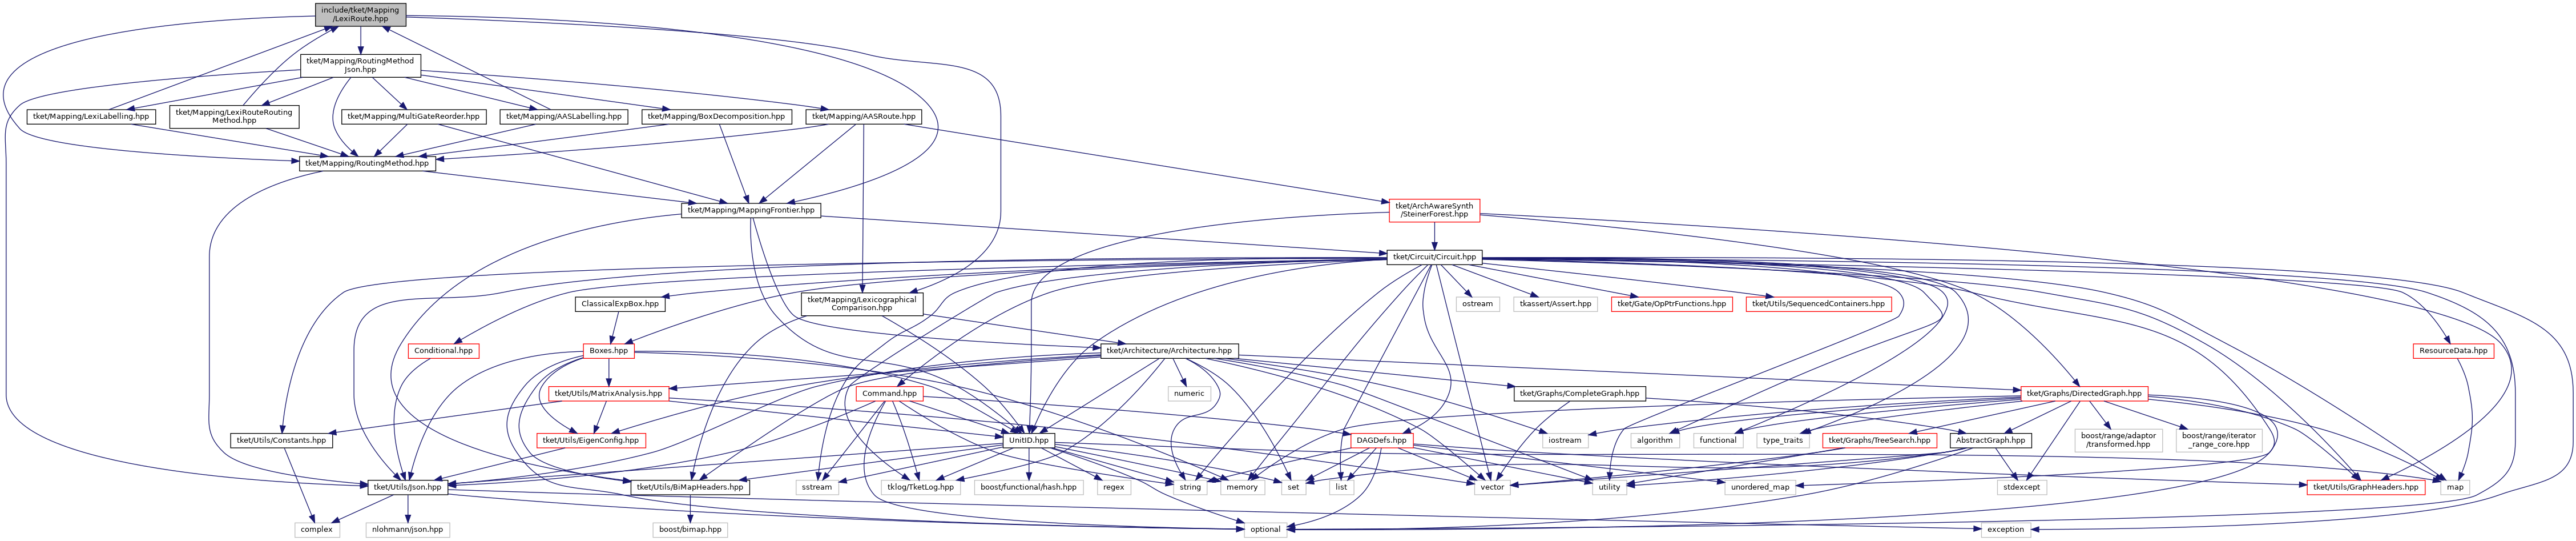 include/tket/Mapping
/LexiRoute.hpp
tket/Mapping/RoutingMethod
Json.hpp
tket/Mapping/LexiLabelling.hpp
tket/Mapping/LexiRouteRouting
Method.hpp
tket/Mapping/MultiGateReorder.hpp
tket/Mapping/AASLabelling.hpp
tket/Mapping/BoxDecomposition.hpp
tket/Mapping/AASRoute.hpp
tket/Mapping/RoutingMethod.hpp
tket/Mapping/MappingFrontier.hpp
tket/ArchAwareSynth
/SteinerForest.hpp
tket/Circuit/Circuit.hpp
ClassicalExpBox.hpp
tket/Mapping/Lexicographical
Comparison.hpp
ostream
tkassert/Assert.hpp
tket/Gate/OpPtrFunctions.hpp
tket/Utils/SequencedContainers.hpp
Conditional.hpp
Boxes.hpp
tket/Architecture/Architecture.hpp
ResourceData.hpp
tket/Utils/MatrixAnalysis.hpp
Command.hpp
numeric
tket/Graphs/CompleteGraph.hpp
tket/Graphs/DirectedGraph.hpp
tket/Utils/Constants.hpp
tket/Utils/EigenConfig.hpp
UnitID.hpp
DAGDefs.hpp
iostream
algorithm
functional
type_traits
tket/Graphs/TreeSearch.hpp
AbstractGraph.hpp
boost/range/adaptor
/transformed.hpp
boost/range/iterator
_range_core.hpp
tket/Utils/Json.hpp
tket/Utils/BiMapHeaders.hpp
sstream
tklog/TketLog.hpp
boost/functional/hash.hpp
regex
string
memory
set
list
vector
utility
unordered_map
stdexcept
tket/Utils/GraphHeaders.hpp
map
complex
nlohmann/json.hpp
boost/bimap.hpp
optional
exception